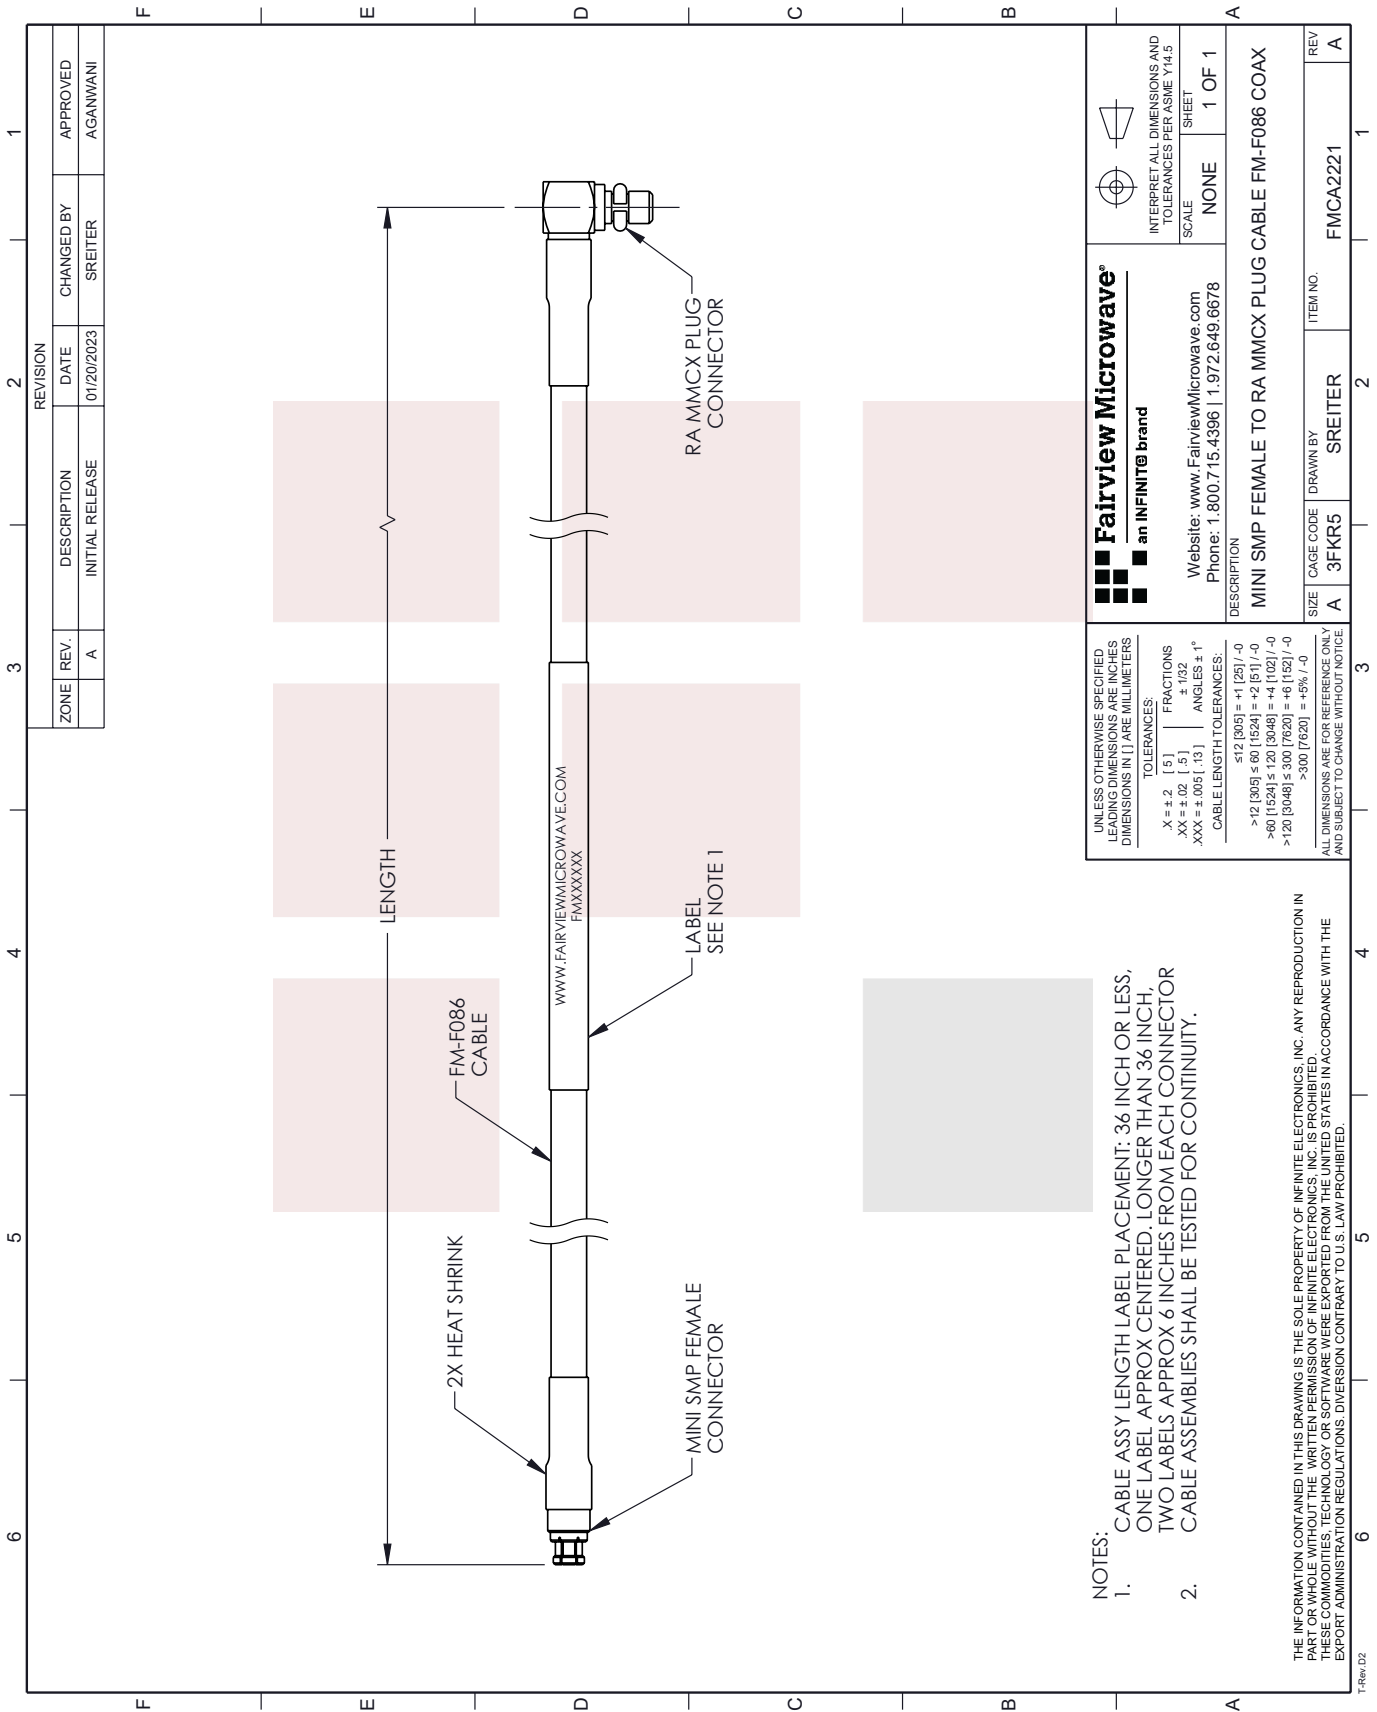 6
5
4
3
2
1
F
E
D
C
B
A
F
E
D
C
B
A
REVISION
ZONE
REV.
DESCRIPTION
DATE
CHANGED BY
APPROVED
A
INITIAL RELEASE
01/20/2023
SREITER
AGANWANI
LENGTH
2X HEAT SHRINK
FM-F086
CABLE
WWW.FAIRVIEWMICROWAVE.COM
FMXXXXXX
MINI SMP FEMALE
CONNECTOR
LABEL
SEE NOTE 1
RA MMCX PLUG
CONNECTOR
NOTES:
1. CABLE ASSY LENGTH LABEL PLACEMENT: 36 INCH OR LESS,
ONE LABEL APPROX CENTERED. LONGER THAN 36 INCH,
TWO LABELS APPROX 6 INCHES FROM EACH CONNECTOR
2. CABLE ASSEMBLIES SHALL BE TESTED FOR CONTINUITY.
THE INFORMATION CONTAINED IN THIS DRAWING IS THE SOLE PROPERTY OF INFINITE ELECTRONICS, INC. ANY REPRODUCTION IN
PART OR WHOLE WITHOUT THE WRITTEN PERMISSION OF INFINITE ELECTRONICS, INC. IS PROHIBITED.
THESE COMMODITIES, TECHNOLOGY OR SOFTWARE WERE EXPORTED FROM THE UNITED STATES IN ACCORDANCE WITH THE
EXPORT ADMINISTRATION REGULATIONS. DIVERSION CONTRARY TO U.S. LAW PROHIBITED.
UNLESS OTHERWISE SPECIFIED
LEADING DIMENSIONS ARE INCHES
DIMENSIONS IN [ ] ARE MILLIMETERS
TOLERANCES:
.X = ±.2 [ 5 ]
.XX = ±.02 [ .5 ]
.XXX = ±.005 [ .13 ]
FRACTIONS
± 1/32
ANGLES ± 1°
CABLE LENGTH TOLERANCES:
≤12 [305] = +1 [25] / -0
>12 [305] ≤ 60 [1524] = +2 [51] / -0
>60 [1524] ≤ 120 [3048] = +4 [102] / -0
>120 [3048] ≤ 300 [7620] = +6 [152] / -0
>300 [7620] = +5% / -0
ALL DIMENSIONS ARE FOR REFERENCE ONLY
AND SUBJECT TO CHANGE WITHOUT NOTICE.
Fairview Microwave®
an INFINIT® brand
Website: www.FairviewMicrowave.com
Phone: 1.800.715.4396 | 1.972.649.6678
INTERPRET ALL DIMENSIONS AND
TOLERANCES PER ASME Y14.5
SCALE
NONE
SHEET
1 OF 1
DESCRIPTION
MINI SMP FEMALE TO RA MMCX PLUG CABLE FM-F086 COAX
SIZE
A
CAGE CODE
3FKR5
DRAWN BY
SREITER
ITEM NO.
FMCA2221
REV
A
6
5
4
3
2
1
T-Rev.D2